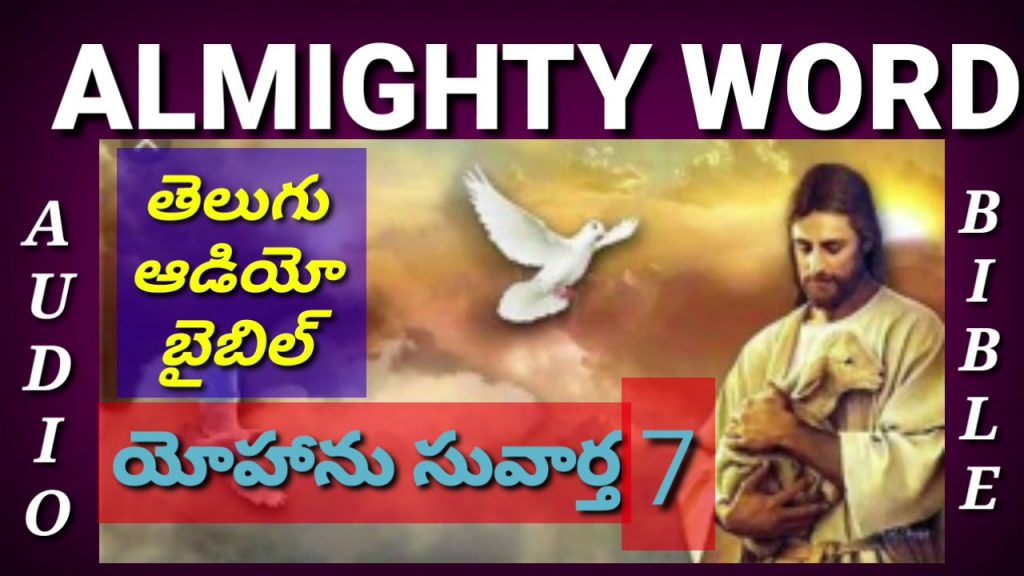 ALMIGHTY WORD
AUDIO
తెలుగు
ఆడియో
బైబిల్
యోహాను సువార్త 7
BIBLE